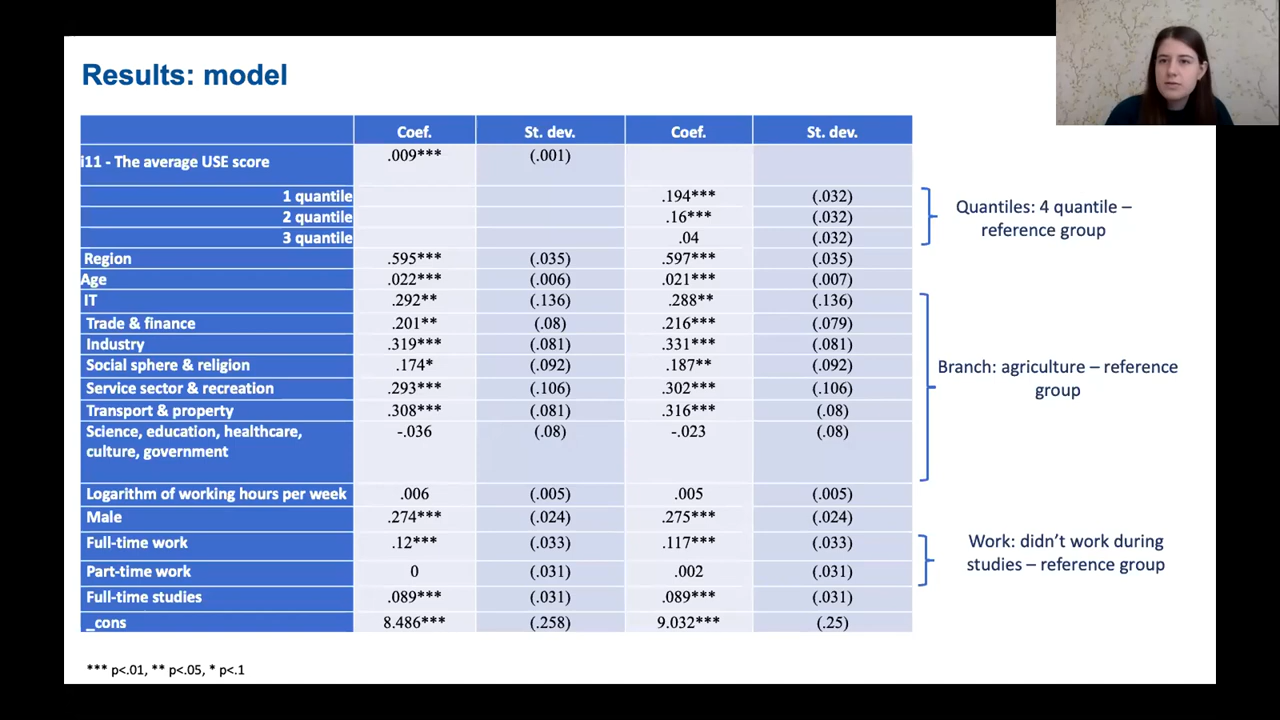 Results: model
Coef. St. dev. Coef. St. dev.
i11 - The average USE score .009*** (.001)
1 quantile .194*** (.032)
2 quantile .16*** (.032)
3 quantile .04 (.032)
Region .595*** (.035) .597*** (.035)
Age .022*** (.006) .021*** (.007)
IT .292** (.136) .288** (.136)
Trade & finance .201** (.08) .216*** (.079)
Industry .319*** (.081) .331*** (.081)
Social sphere & religion .174* (.092) .187** (.092)
Service sector & recreation .293*** (.106) .302*** (.106)
Transport & property .308*** (.081) .316*** (.08)
Science, education, healthcare, -.036 (.08) -.023 (.08)
culture, government
Logarithm of working hours per week .006 (.005) .005 (.005)
Male .274*** (.024) .275*** (.024)
Full-time work .12*** (.033) .117*** (.033)
Part-time work 0 (.031) .002 (.031)
Full-time studies .089*** (.031) .089*** (.031)
_cons 8.486*** (.258) 9.032*** (.25)
Quantiles: 4 quantile –
reference group
Branch: agriculture – reference
group
Work: didn't work during
studies – reference group
*** p<.01, ** p<.05, * p<.1